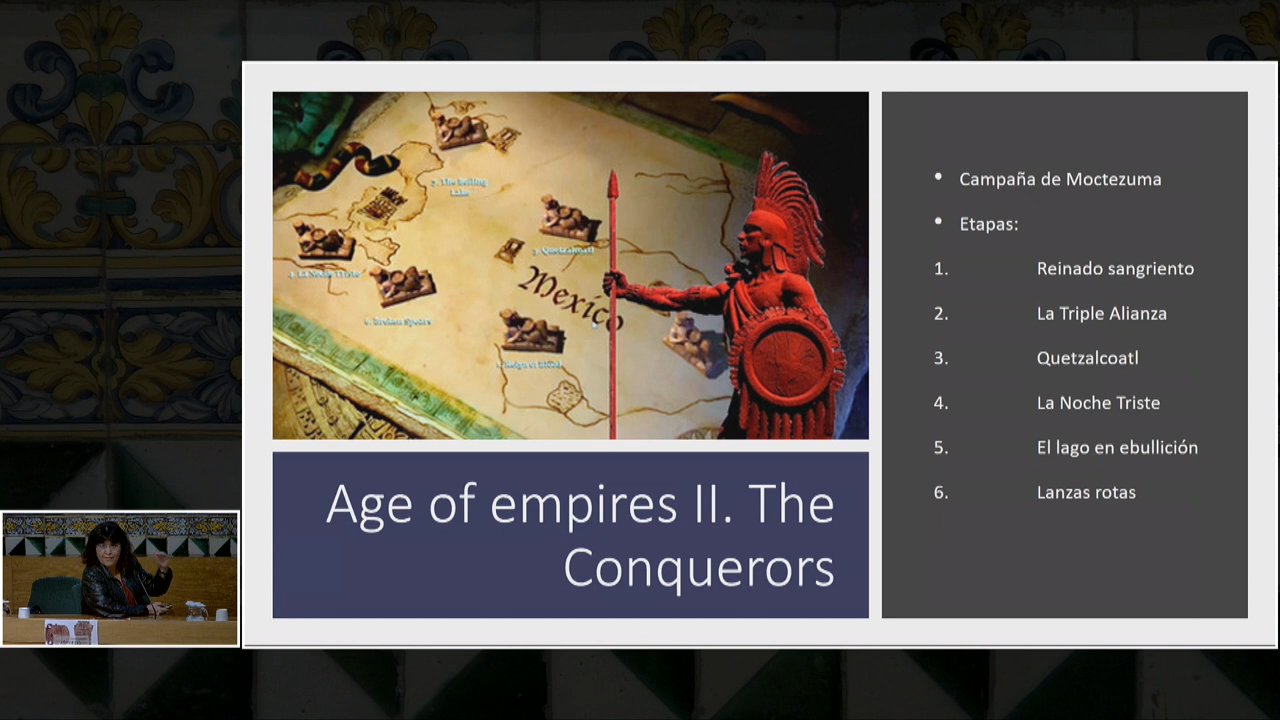 Mexico
Age of empires II. The
Conquerors
• Campaña de Moctezuma
• Etapas:
1. Reinado sangriento
2. La Triple Alianza
3. Quetzalcoatl
4. La Noche Triste
5. El lago en ebullición
6. Lanzas rotas